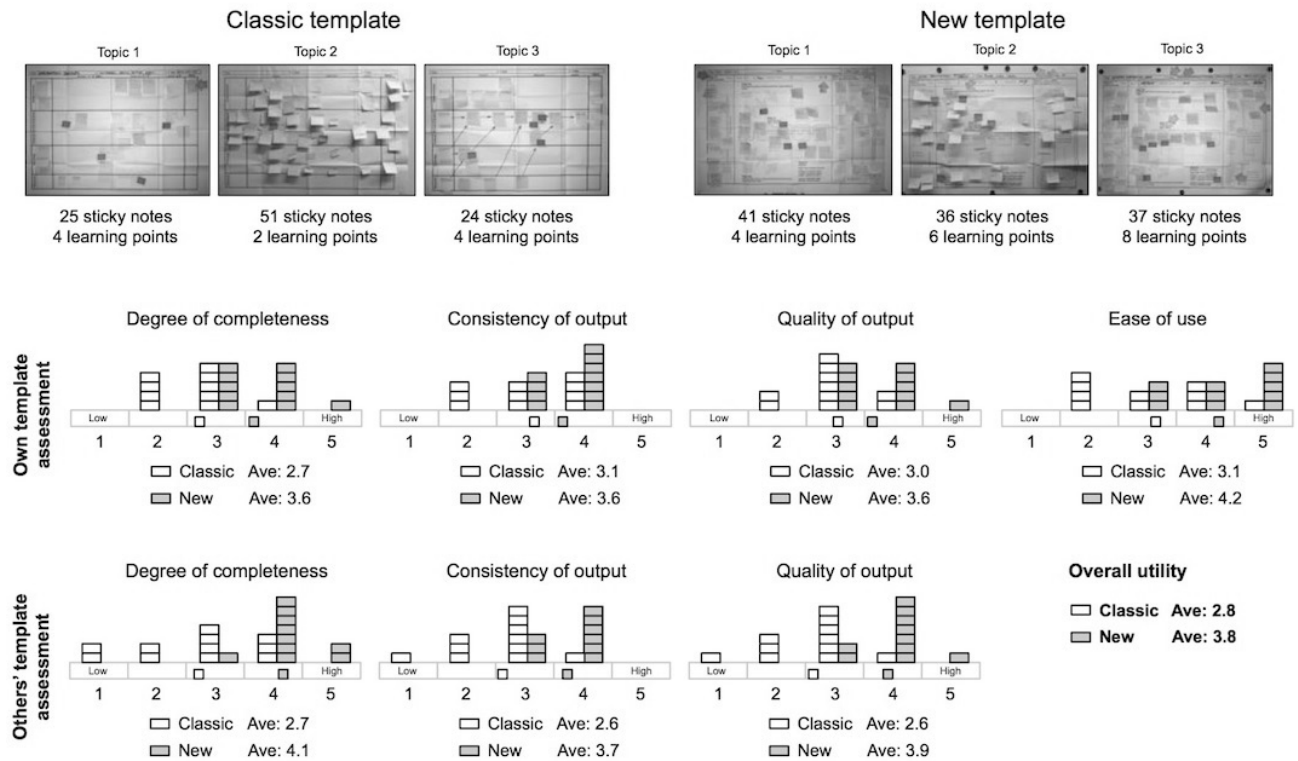 Classic template
New template
Topic 1
Topic 2
Topic 3
Topic 1
Topic 2
Topic 3
25 sticky notes
4 learning points
51 sticky notes
2 learning points
24 sticky notes
4 learning points
41 sticky notes
4 learning points
36 sticky notes
6 learning points
37 sticky notes
8 learning points
Own template
assessment
Degree of completeness
Low
High
1 2 3 4 5
Classic Ave: 2.7
New Ave: 3.6
Consistency of output
Low
High
1 2 3 4 5
Classic Ave: 3.1
New Ave: 3.6
Quality of output
Low
High
1 2 3 4 5
Classic Ave: 3.0
New Ave: 3.6
Ease of use
Low
High
1 2 3 4 5
Classic Ave: 3.1
New Ave: 4.2
Others' template
assessment
Degree of completeness
Low
High
1 2 3 4 5
Classic Ave: 2.7
New Ave: 4.1
Consistency of output
Low
High
1 2 3 4 5
Classic Ave: 2.6
New Ave: 3.7
Quality of output
Low
High
1 2 3 4 5
Classic Ave: 2.6
New Ave: 3.9
Overall utility
Classic Ave: 2.8
New Ave: 3.8